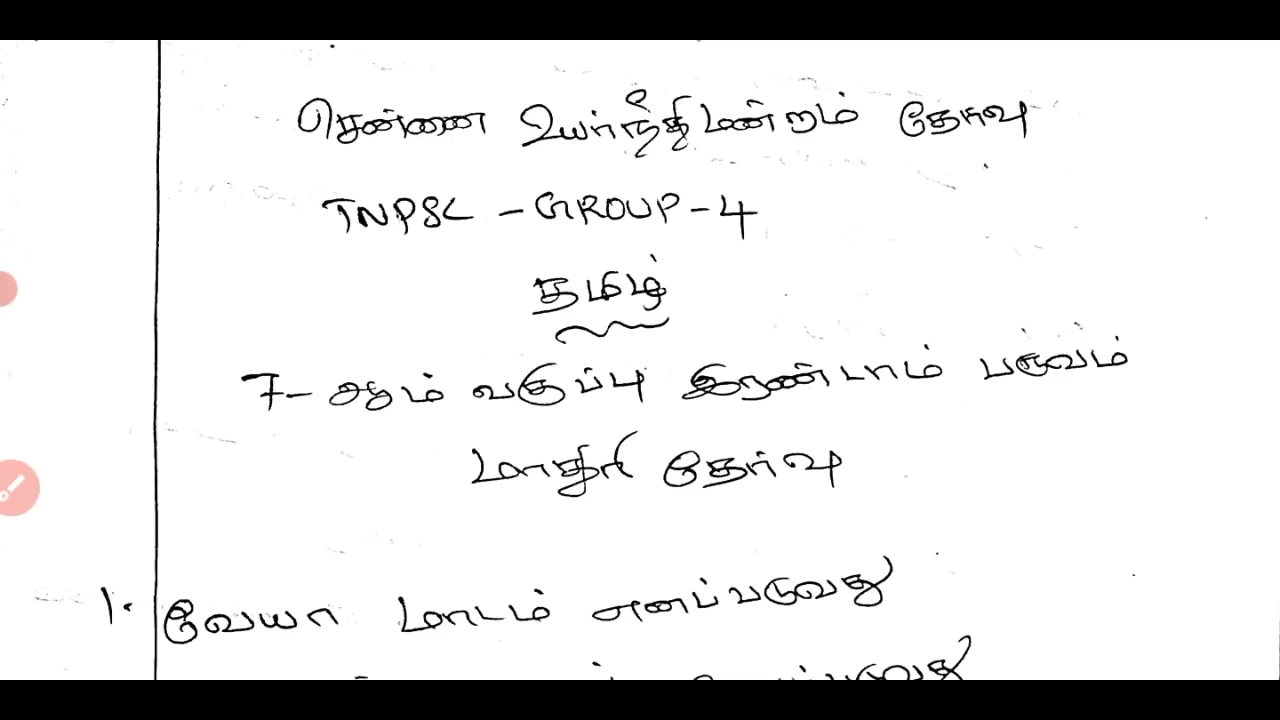 சென்னை உயர்நீதிமன்றம் தேர்வு
TNPSC - GROUP - 4
தமிழ்
7- ஆம் வகுப்பு இரண்டாம் பருவம்
மாதிரி தேர்வு
1. வேயா மாடம் எனப்படுவது